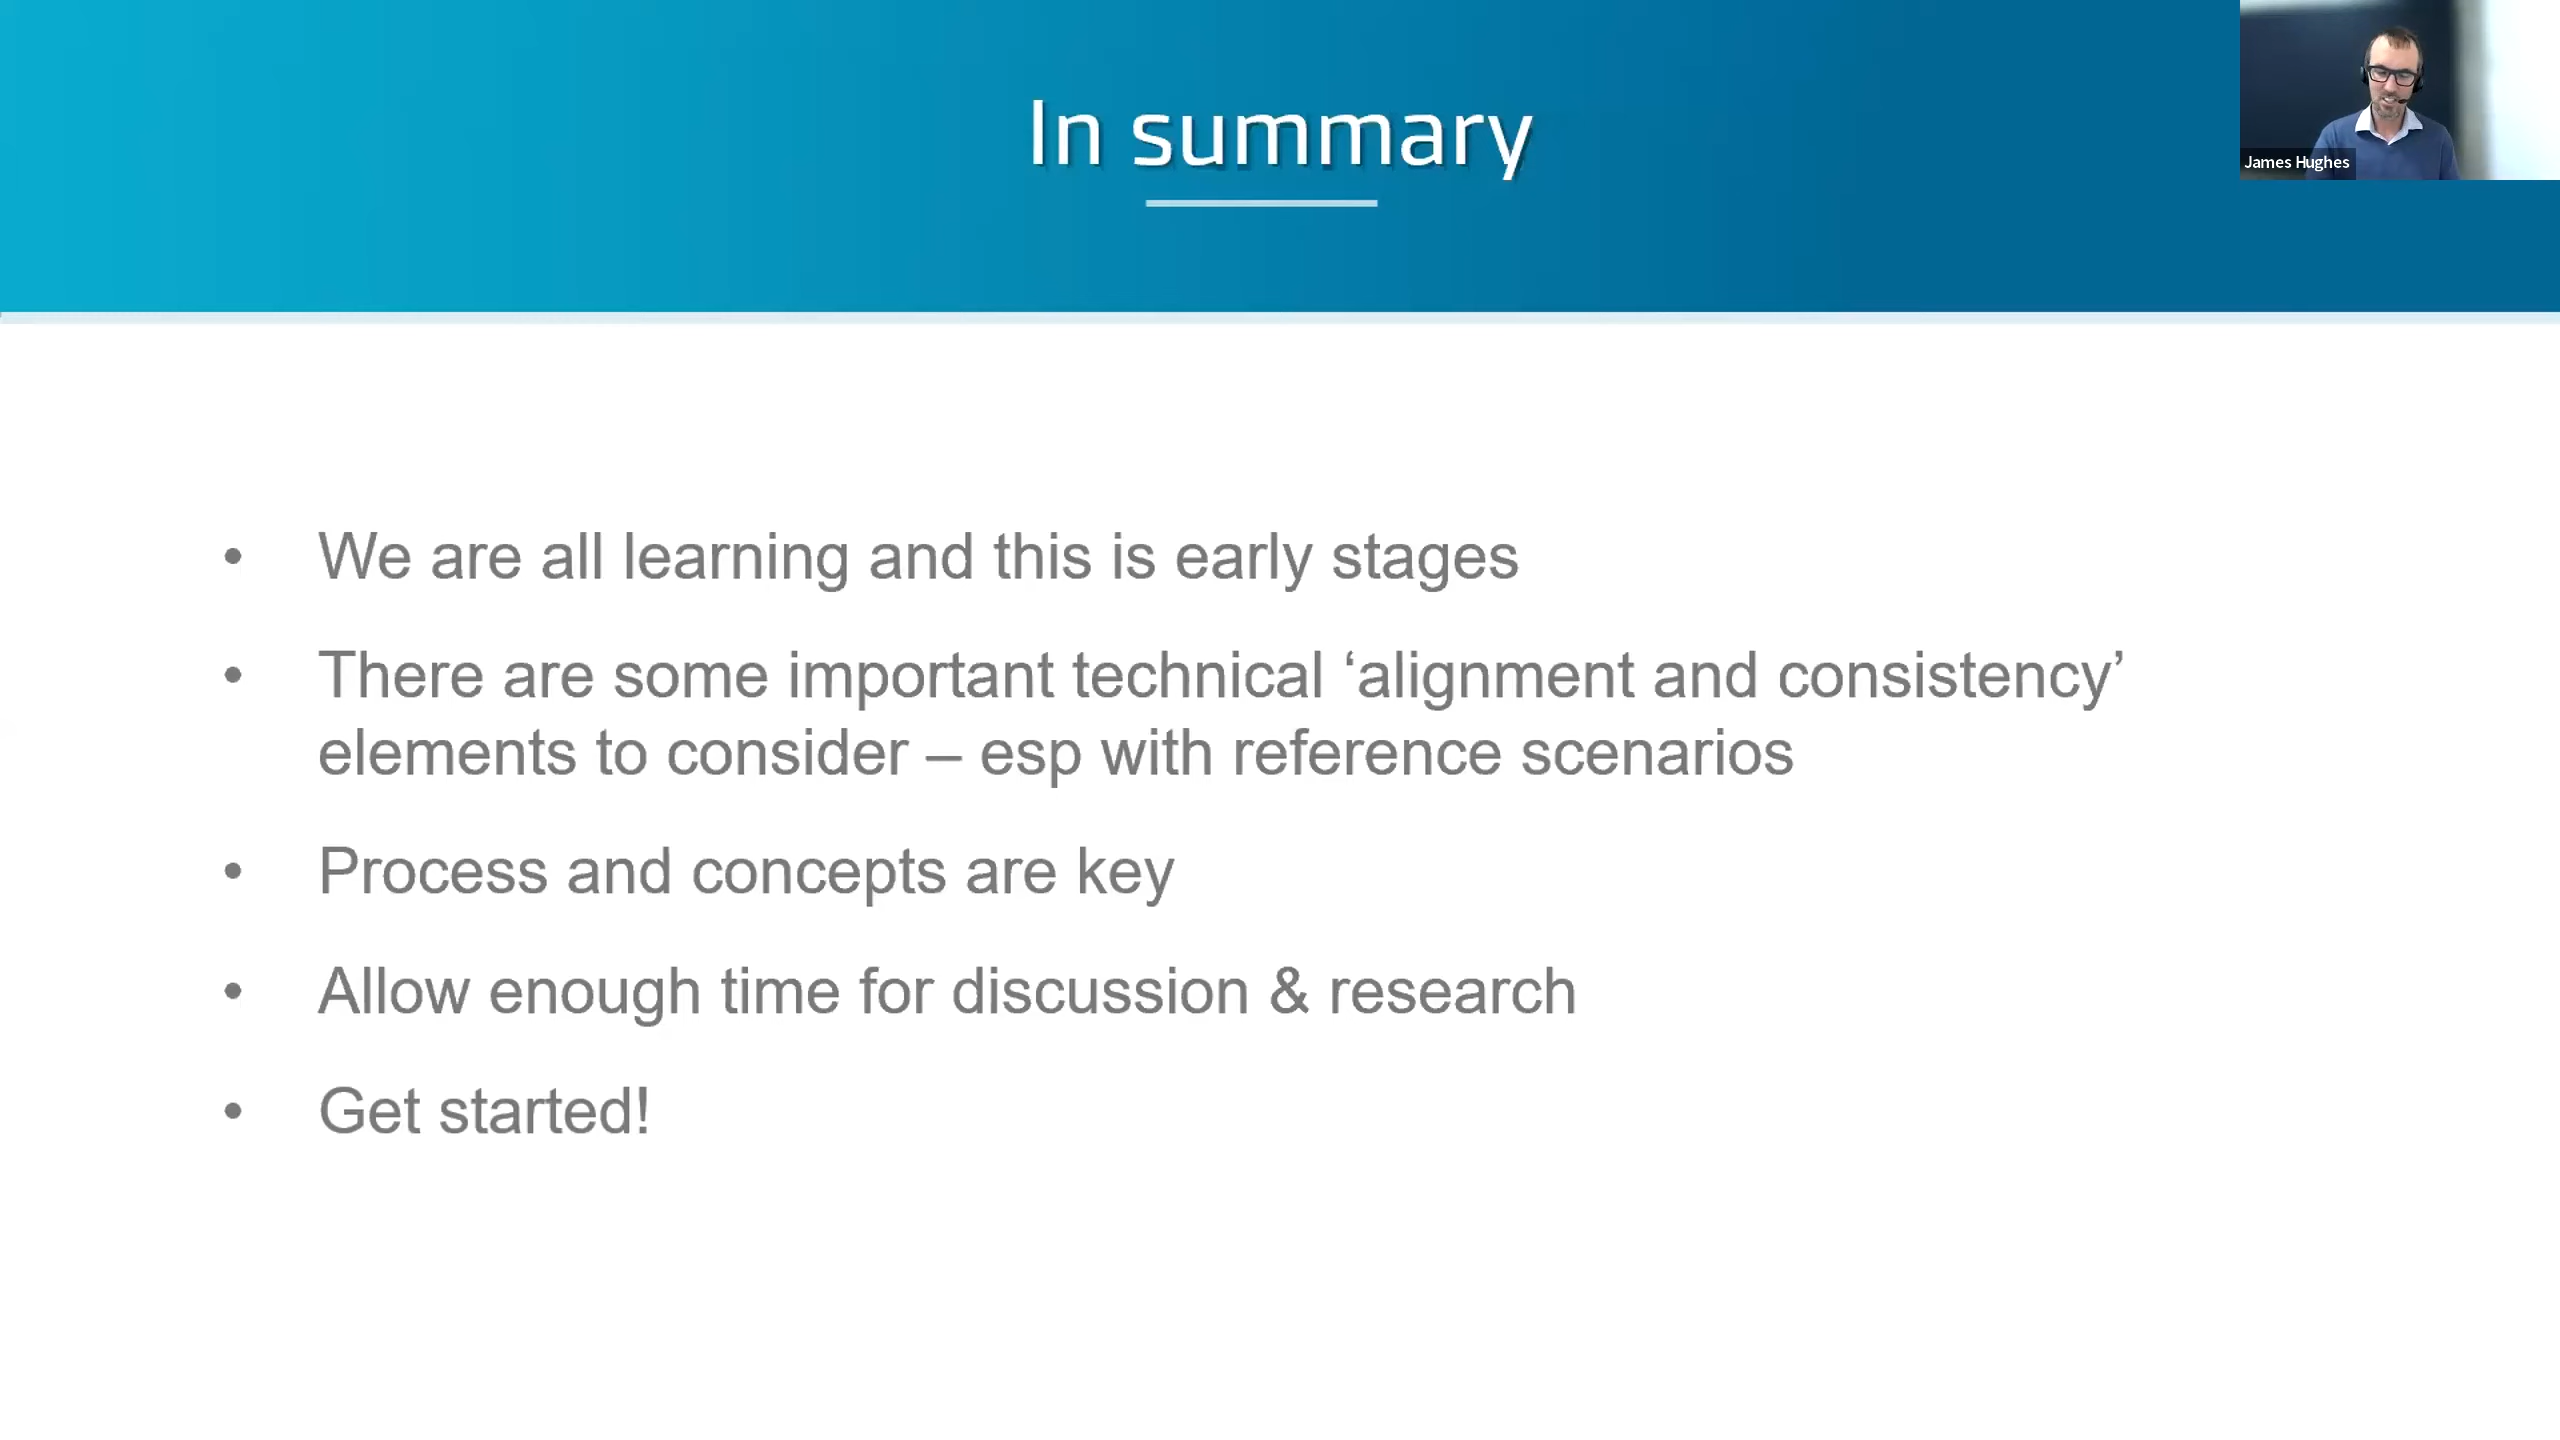 In summary
James Hughes
• We are all learning and this is early stages
• There are some important technical ‘alignment and consistency’
elements to consider – esp with reference scenarios
• Process and concepts are key
• Allow enough time for discussion & research
• Get started!